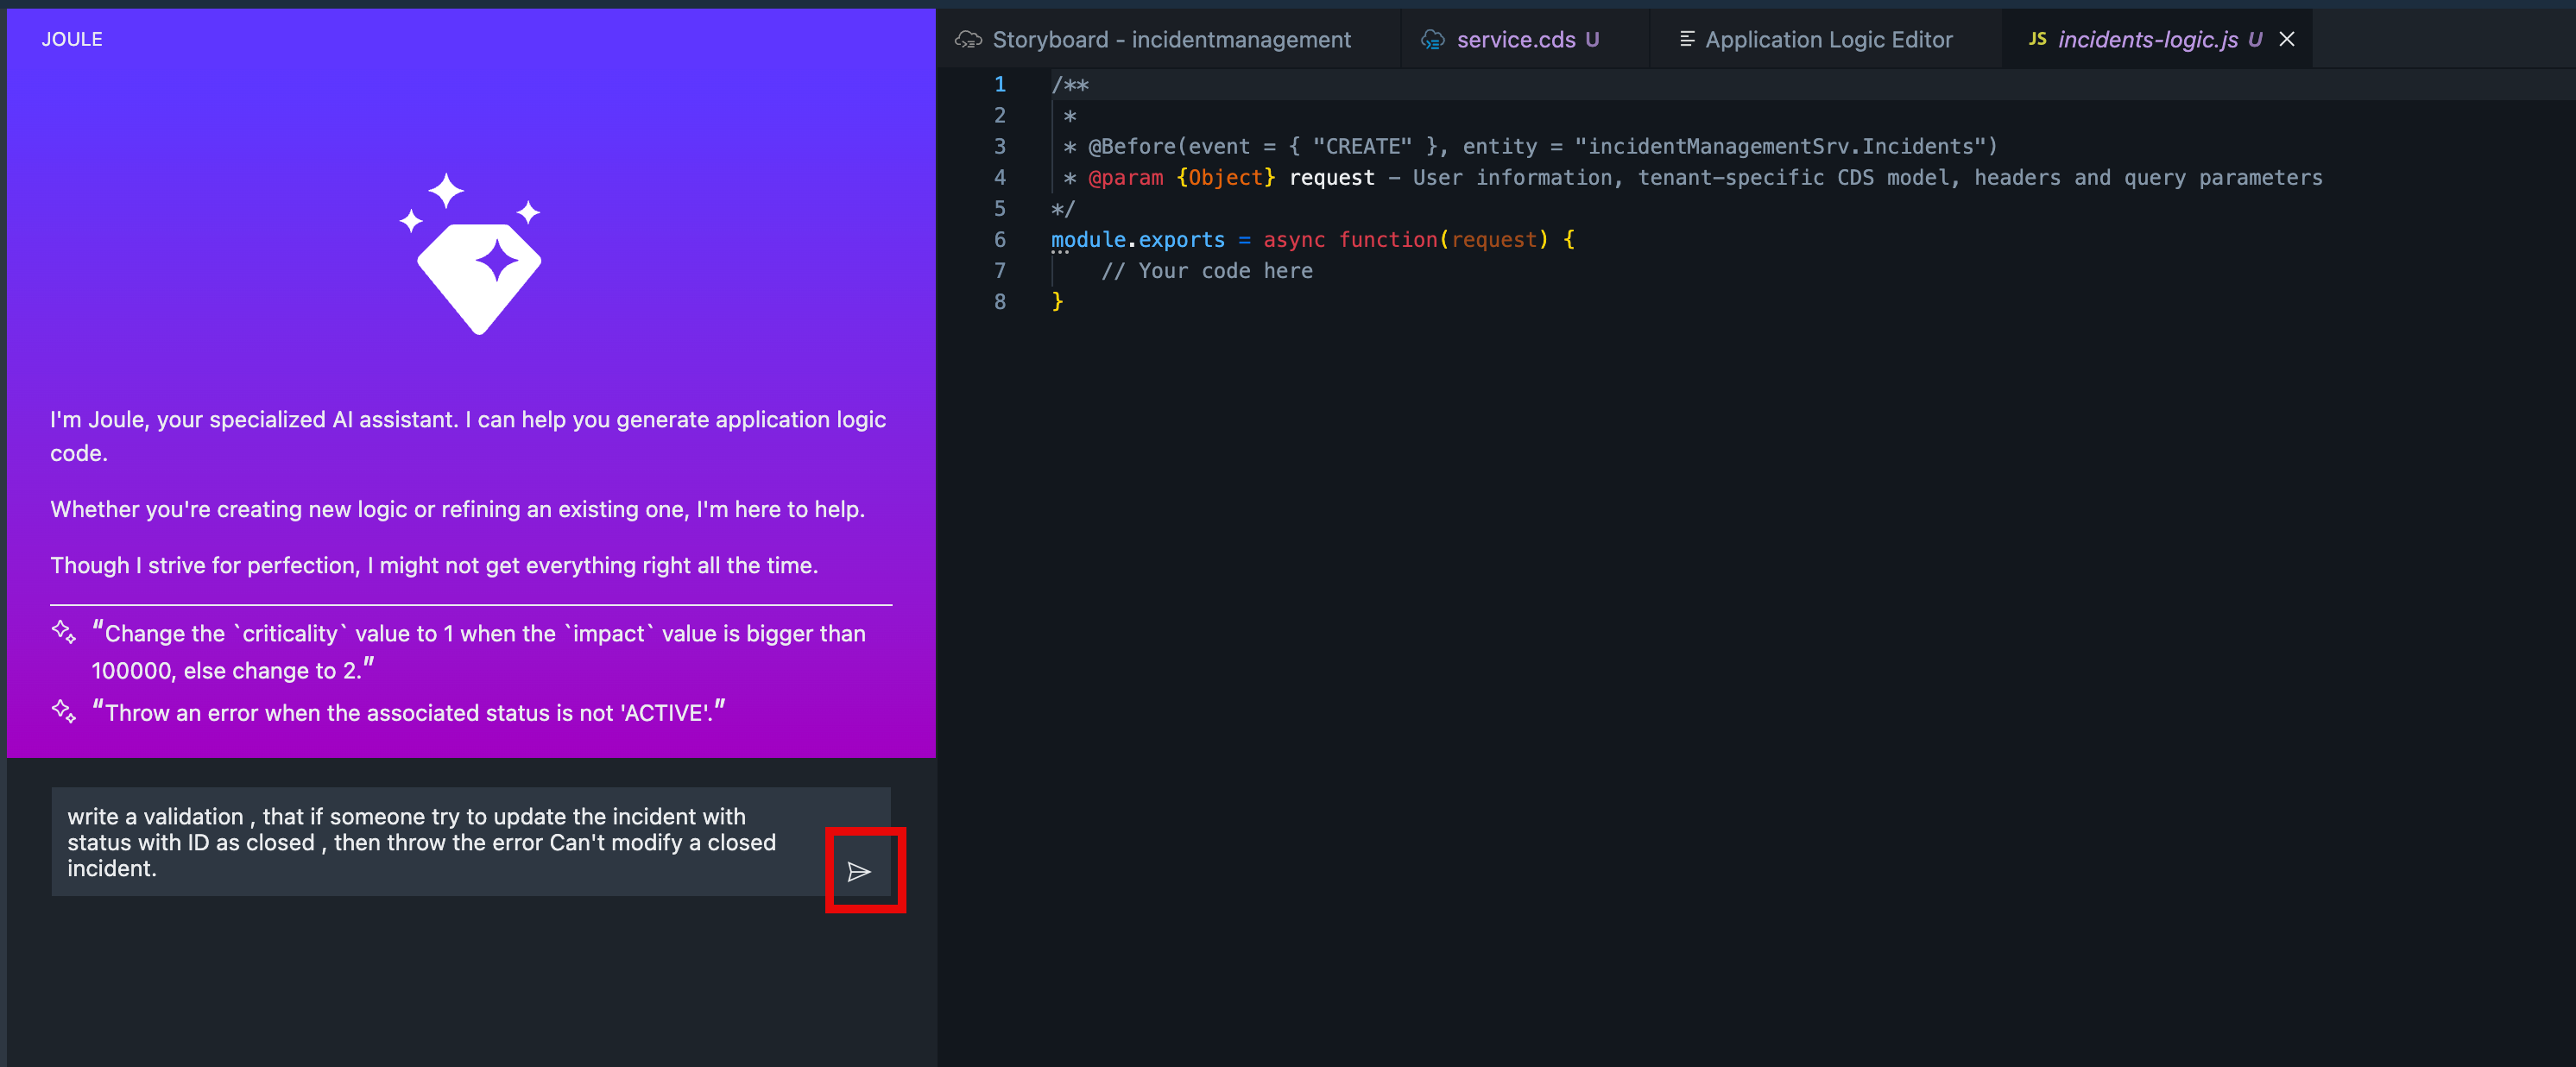 JOULE
I'm Joule, your specialized AI assistant. I can help you generate application logic
code.
Whether you're creating new logic or refining an existing one, I'm here to help.
Though I strive for perfection, I might not get everything right all the time.
"Change the `criticality` value to 1 when the `impact` value is bigger than
100000, else change to 2."
"Throw an error when the associated status is not 'ACTIVE'."
write a validation , that if someone try to update the incident with
status with ID as closed , then throw the error Can't modify a closed
incident.
Storyboard - incidentmanagement
service.cds U
Application Logic Editor
JS incidents-logic.js U
1 /**
2 *
3 * @Before(event = { "CREATE" }, entity = "incidentManagementSrv.Incidents")
4 * @param {Object} request - User information, tenant-specific CDS model, headers and query parameters
5 */
6 module.exports = async function(request) {
7 // Your code here
8 }